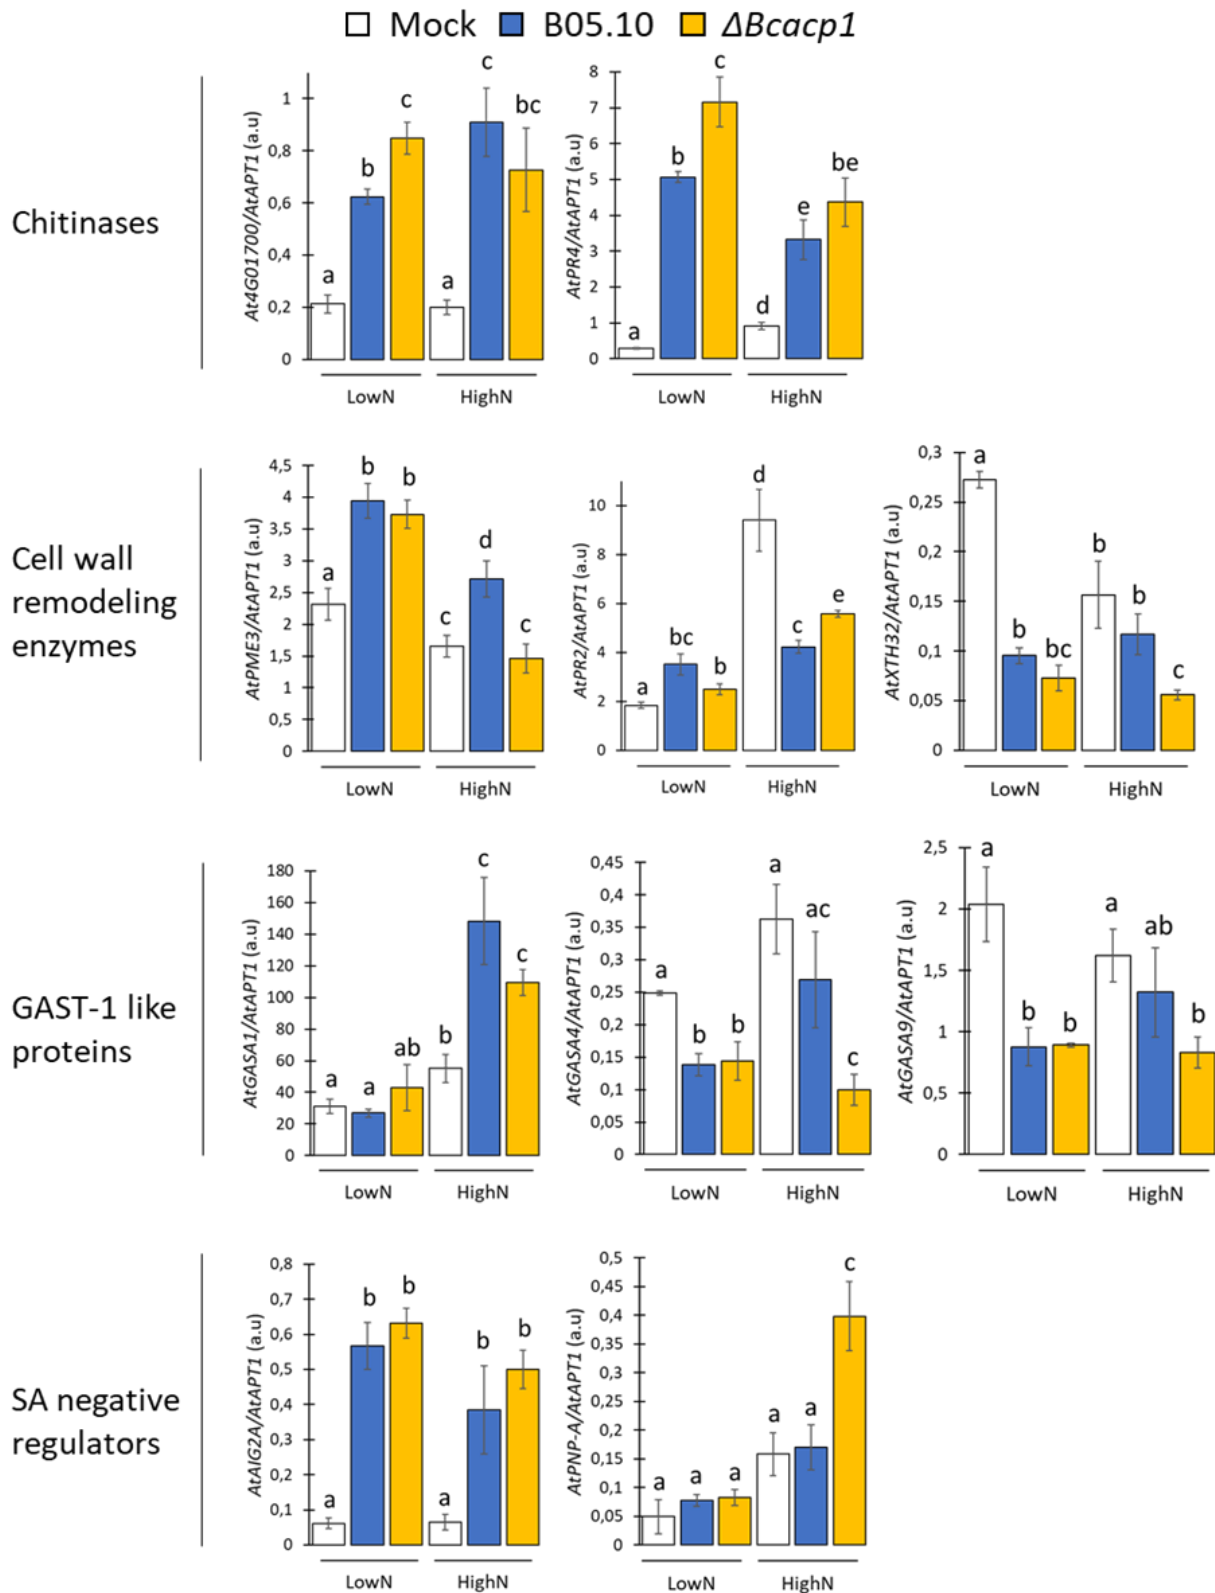 Mock B05.10 ΔBcacp1
Chitinases
At4G01700/AtAPT1 (a.u)
1
0,8
0,6
0,4
0,2
0
a
b
c
a
c
bc
LowN
HighN
AtPR4/AtAPT1 (a.u)
8
7
6
5
4
3
2
1
0
a
b
c
d
e
be
LowN
HighN
Cell wall
remodeling
enzymes
AtPME3/AtAPT1 (a.u)
4,5
4
3,5
3
2,5
2
1,5
1
0,5
0
a
b
b
c
d
c
LowN
HighN
AtPR2/AtAPT1 (a.u)
10
8
6
4
2
0
a
bc
b
d
c
e
LowN
HighN
AtXTH32/AtAPT1 (a.u)
0,3
0,25
0,2
0,15
0,1
0,05
0
a
b
bc
b
b
c
LowN
HighN
GAST-1 like
proteins
AtGASA1/AtAPT1 (a.u)
180
160
140
120
100
80
60
40
20
0
a
a
ab
b
c
c
LowN
HighN
AtGASA4/AtAPT1 (a.u)
0,45
0,4
0,35
0,3
0,25
0,2
0,15
0,1
0,05
0
a
b
b
a
ac
c
LowN
HighN
AtGASA9/AtAPT1 (a.u)
2,5
2
1,5
1
0,5
0
a
b
b
a
ab
b
LowN
HighN
SA negative
regulators
AtAIG2A/AtAPT1 (a.u)
0,8
0,7
0,6
0,5
0,4
0,3
0,2
0,1
0
a
b
b
a
b
b
LowN
HighN
AtPNP-A/AtAPT1 (a.u)
0,5
0,45
0,4
0,35
0,3
0,25
0,2
0,15
0,1
0,05
0
a
a
a
a
a
c
LowN
HighN